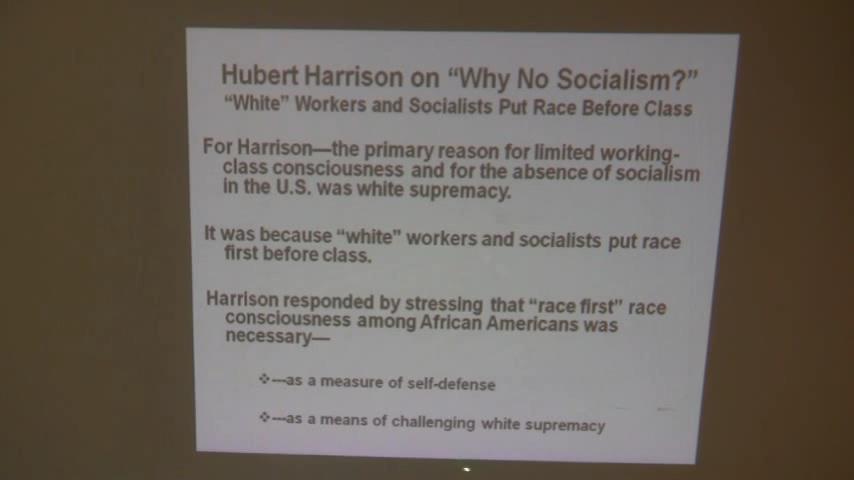 Hubert Harrison on “Why No Socialism?”
“White” Workers and Socialists Put Race Before Class
For Harrison—the primary reason for limited working-
class consciousness and for the absence of socialism
in the U.S. was white supremacy.
It was because “white” workers and socialists put race
first before class.
Harrison responded by stressing that “race first” race
consciousness among African Americans was
necessary—
❖---as a measure of self-defense
❖---as a means of challenging white supremacy